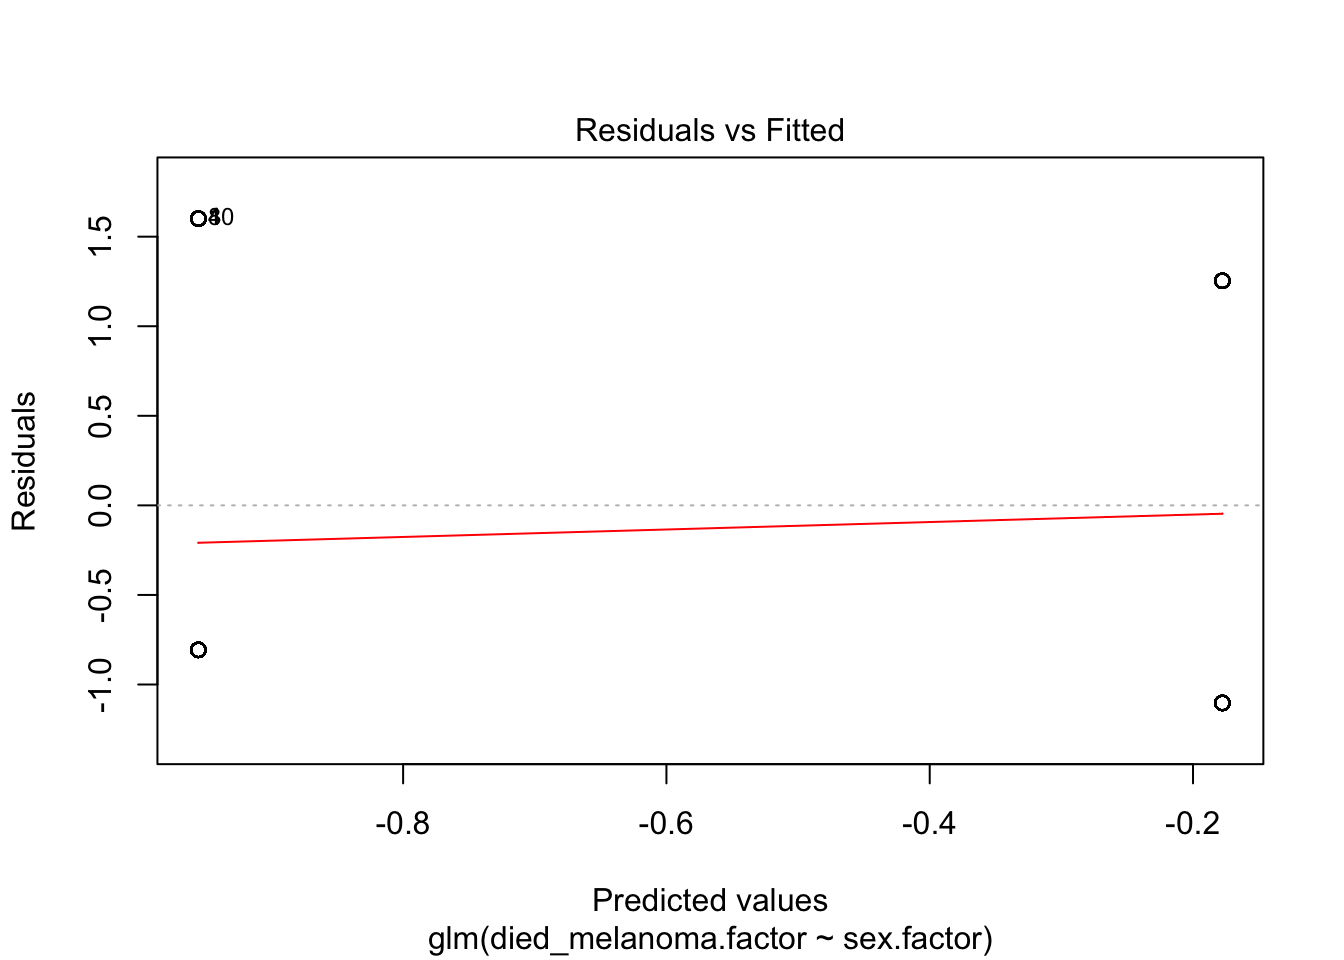 Residuals vs Fitted
Residuals
1.5
1.0
0.5
0.0
-0.5
-1.0
-0.8
-0.6
-0.4
-0.2
Predicted values
glm(died_melanoma.factor ~ sex.factor)